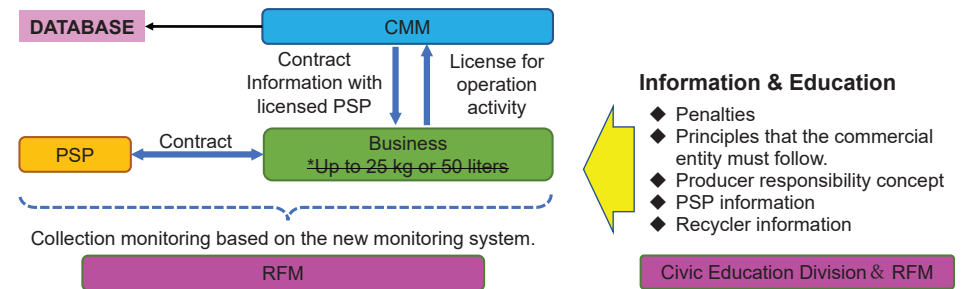 DATABASE
CMM
Contract
Information with
licensed PSP
License for
operation
activity
PSP
Contract
Business
*Up to 25 kg or 50 liters
Collection monitoring based on the new monitoring system.
RFM
Information & Education
◆ Penalties
◆ Principles that the commercial
entity must follow.
◆ Producer responsibility concept
◆ PSP information
◆ Recycler information
Civic Education Division & RFM